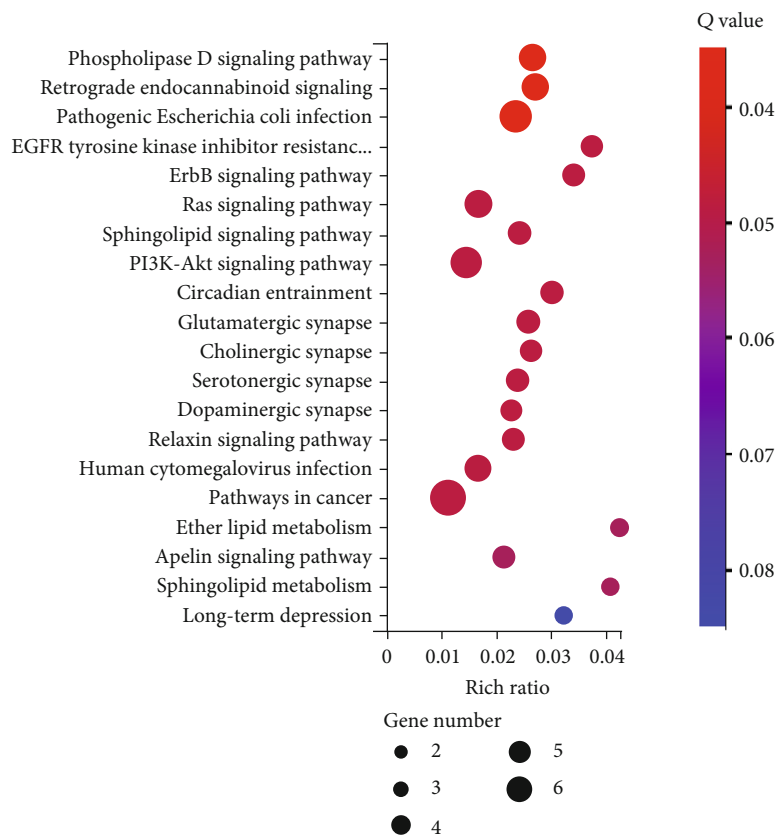 Q value
Phospholipase D signaling pathway
Retrograde endocannabinoid signaling
Pathogenic Escherichia coli infection
EGFR tyrosine kinase inhibitor resistanc...
ErbB signaling pathway
Ras signaling pathway
Sphingolipid signaling pathway
PI3K-Akt signaling pathway
Circadian entrainment
Glutamatergic synapse
Cholinergic synapse
Serotonergic synapse
Dopaminergic synapse
Relaxin signaling pathway
Human cytomegalovirus infection
Pathways in cancer
Ether lipid metabolism
Apelin signaling pathway
Sphingolipid metabolism
Long-term depression
0 0.01 0.02 0.03 0.04
Rich ratio
0.04
0.05
0.06
0.07
0.08
Gene number
2 5
3 6
4